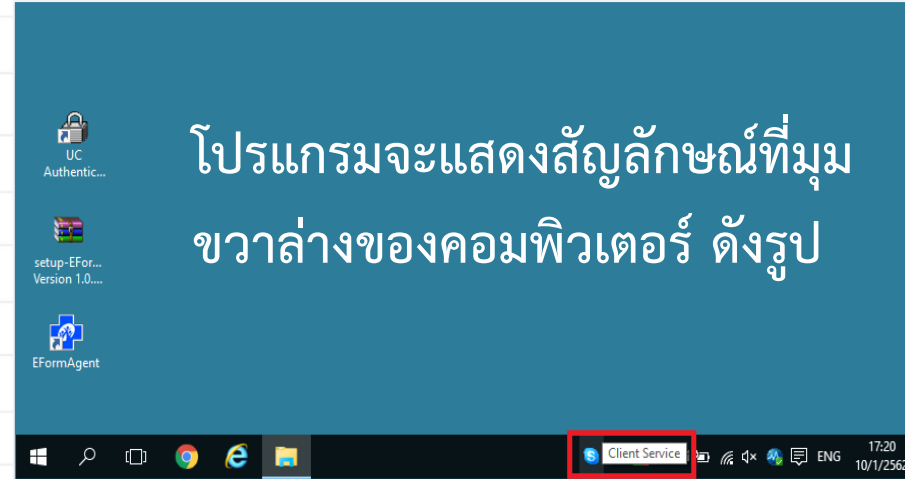 โปรแกรมจะแสดงสัญลักษณ์ที่มุม
ขวาล่างของคอมพิวเตอร์ ดังรูป
UC
Authentic...
setup-EFor...
Version 1.0....
EFormAgent
Client Service
ENG
17:20
10/1/2562